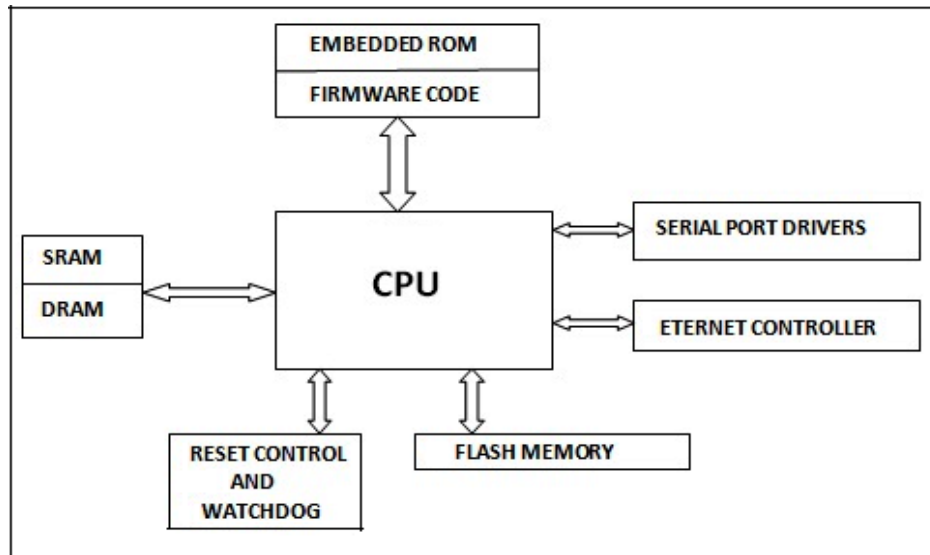 EMBEDDED ROM
FIRMWARE CODE
SRAM
DRAM
CPU
SERIAL PORT DRIVERS
ETERNET CONTROLLER
RESET CONTROL
AND
WATCHDOG
FLASH MEMORY